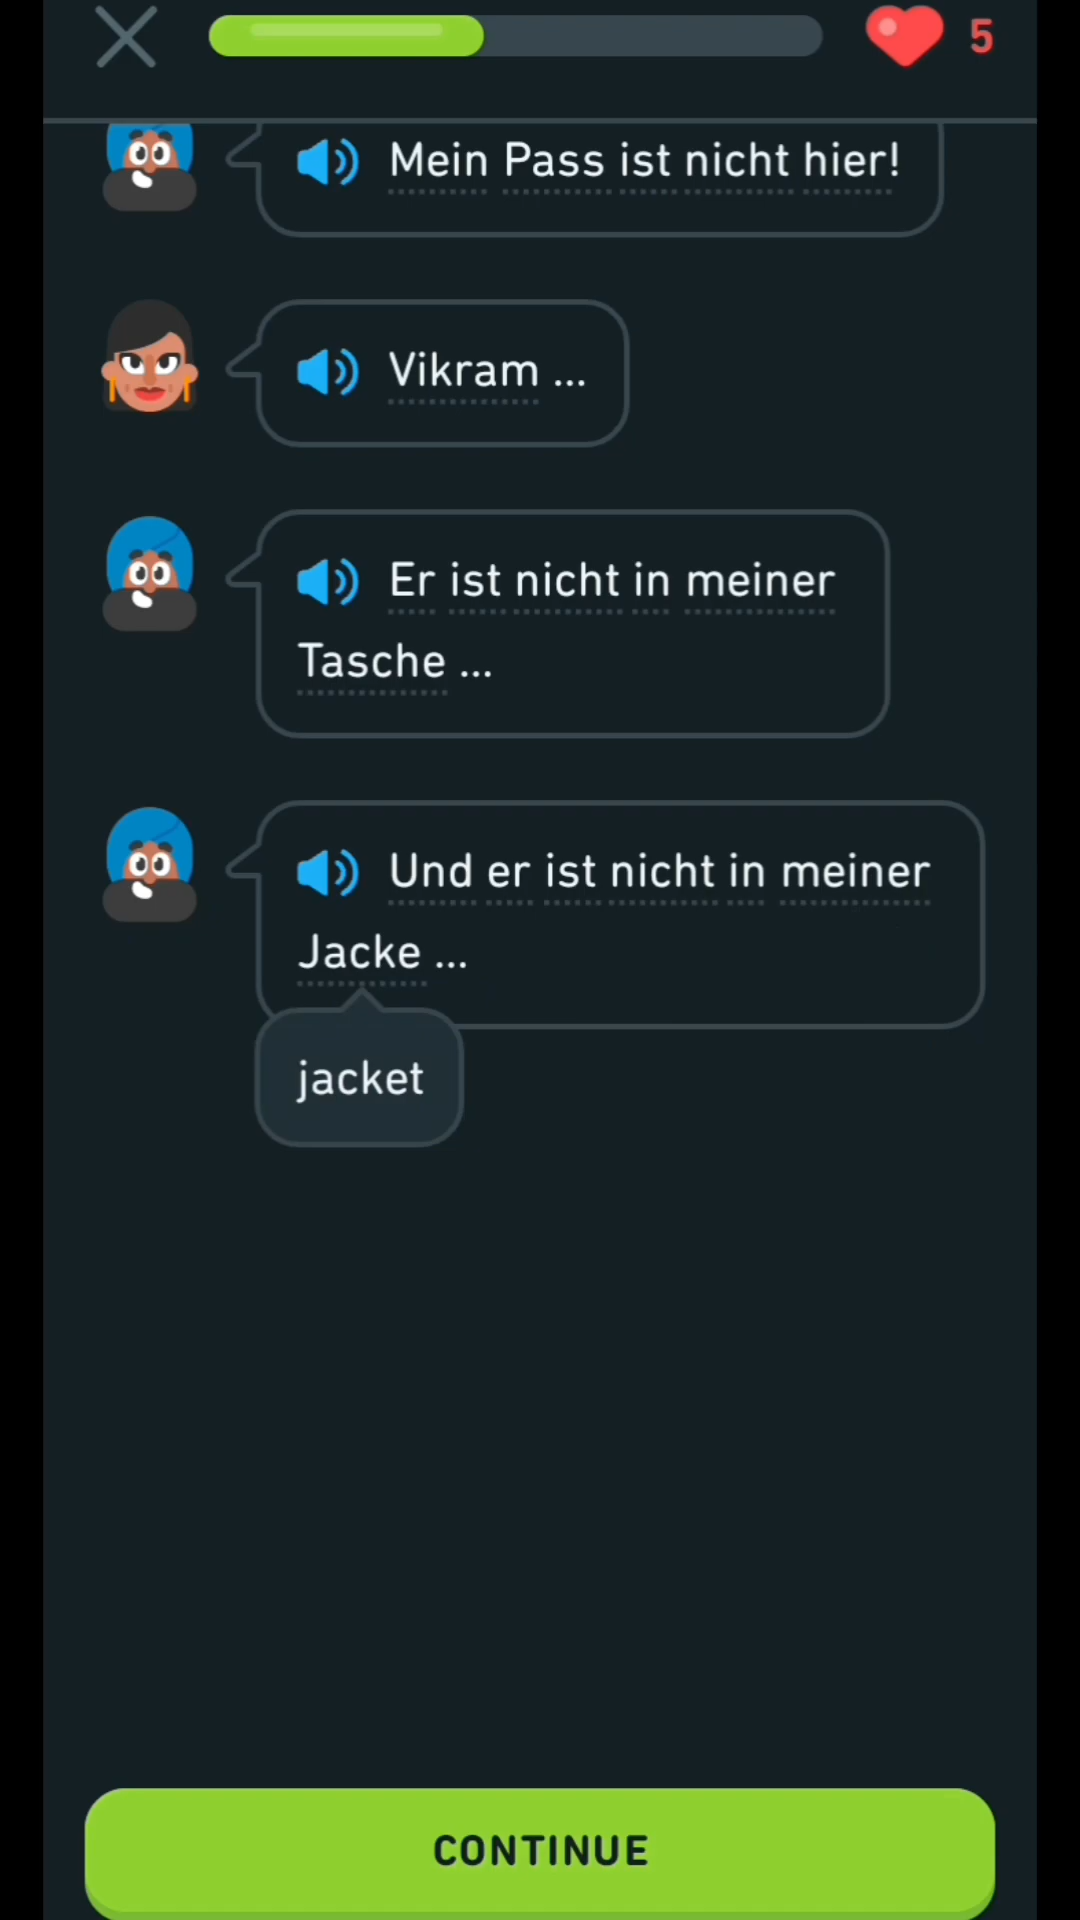 5
Mein Pass ist nicht hier!
Vikram ...
Er ist nicht in meiner
Tasche ...
Und er ist nicht in meiner
Jacke ...
jacket
CONTINUE